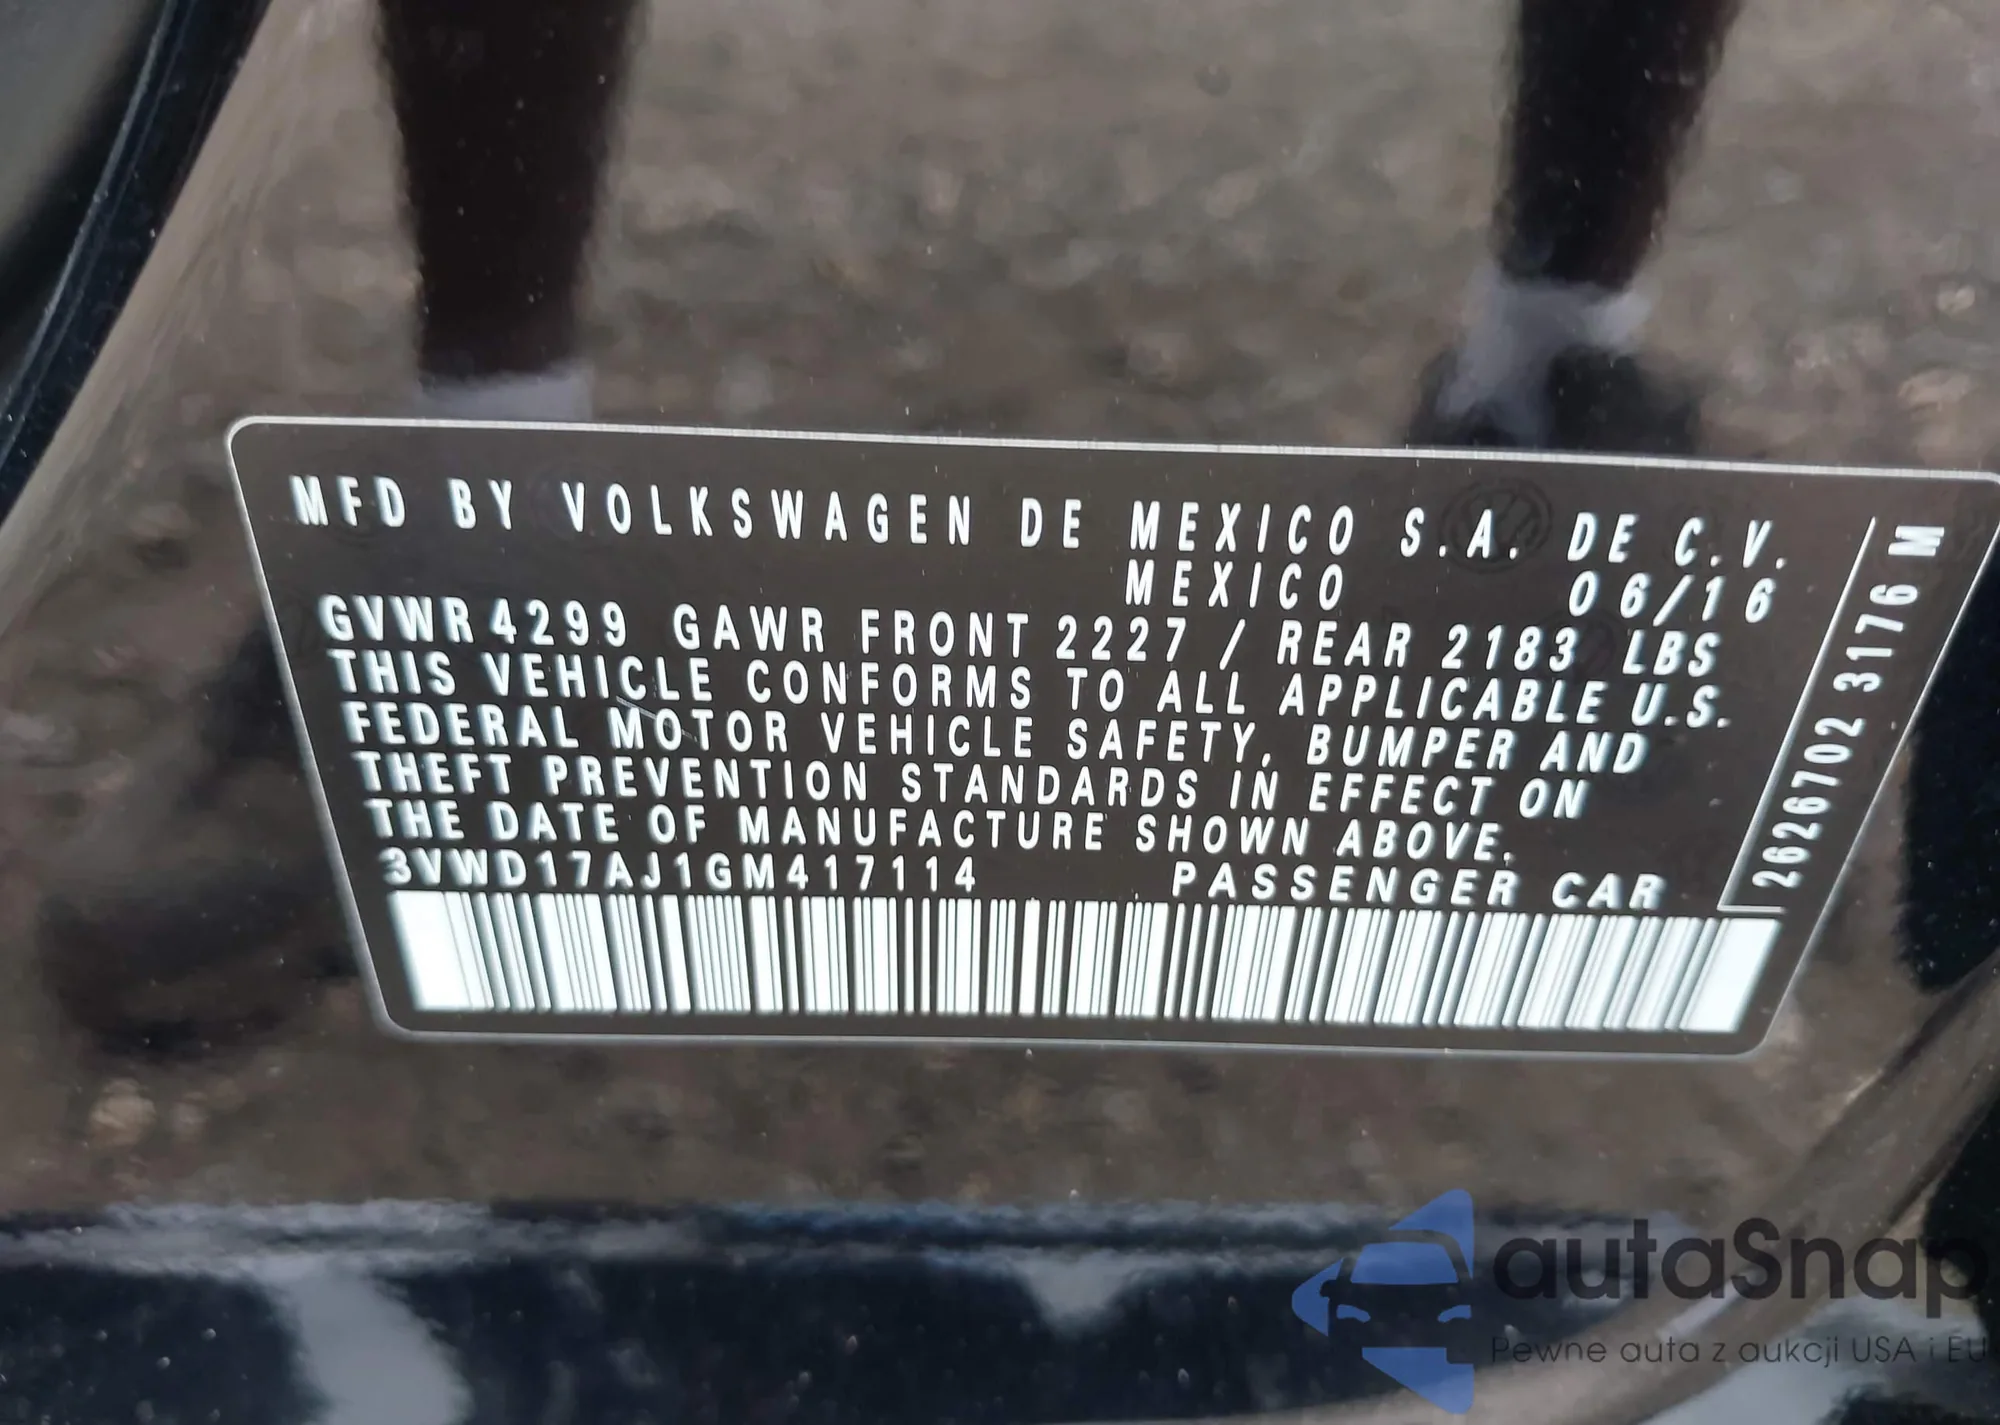 MFD BY VOLKSWAGEN DE MEXICO S.A. DE C.V.
MEXICO 06/16
GVWR 4299 GAWR FRONT 2227 / REAR 2183 LBS
THIS VEHICLE CONFORMS TO ALL APPLICABLE U.S.
FEDERAL MOTOR VEHICLE SAFETY, BUMPER AND
THEFT PREVENTION STANDARDS IN EFFECT ON
THE DATE OF MANUFACTURE SHOWN ABOVE.
3VWD17AJ1GM417114 PASSENGER CAR
2626702 3176 M
autaSnap
Pewne auta z aukcji USA i EU